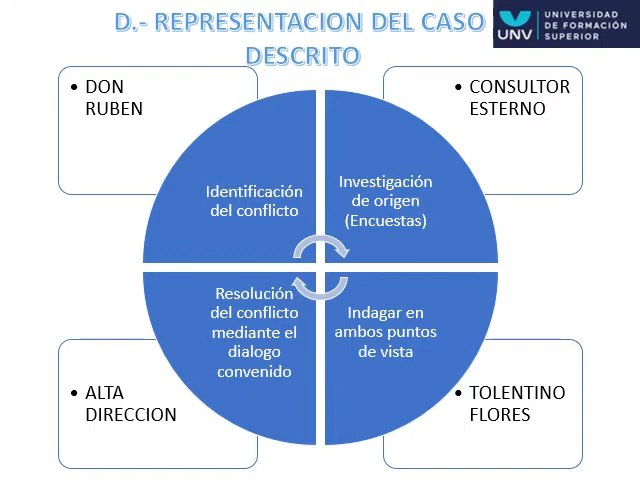 D.- REPRESENTACION DEL CASO
DESCRITO
UNV
UNIVERSIDAD
DE FORMACIÓN
SUPERIOR
• DON
RUBEN
• CONSULTOR
ESTERNO
Identificación
del conflicto
Investigación
de origen
(Encuestas)
Resolución
del conflicto
mediante el
dialogo
convenido
Indagar en
ambos puntos
de vista
• ALTA
DIRECCION
• TOLENTINO
FLORES